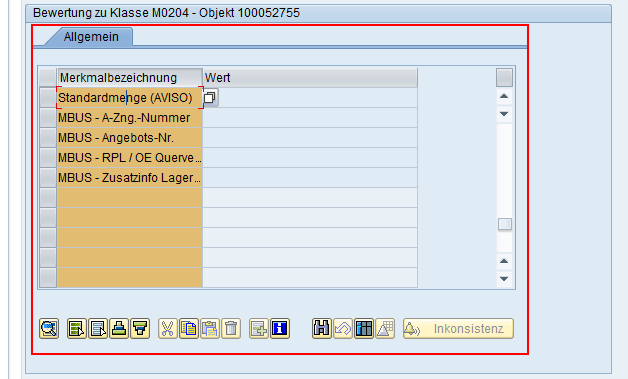 Bewertung zu Klasse M0204 - Objekt 100052755
Allgemein
Merkmalbezeichnung Wert
Standardmenge (AVISO)
MBUS - A-Zng.-Nummer
MBUS - Angebots-Nr.
MBUS - RPL / OE Querve...
MBUS - Zusatzinfo Lager...
Inkonsistenz